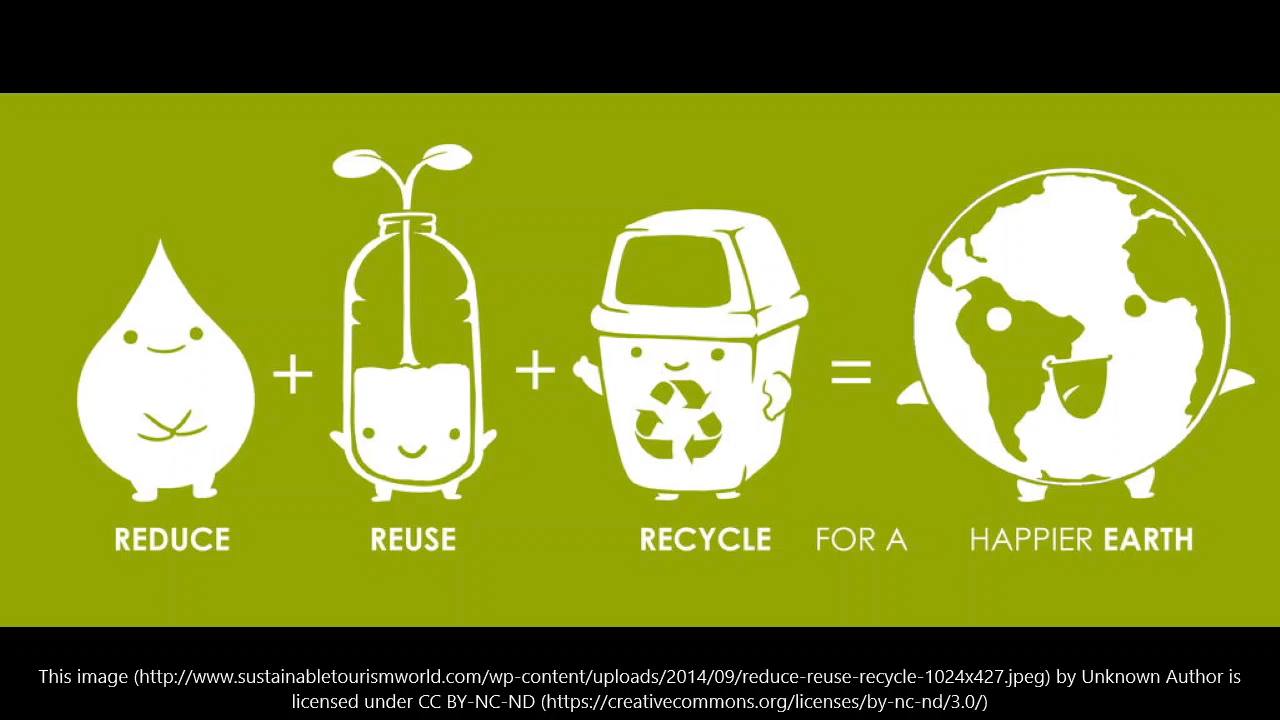 + + =
REDUCE REUSE RECYCLE FOR A HAPPIER EARTH
This image (http://www.sustainabletourismworld.com/wp-content/uploads/2014/09/reduce-reuse-recycle-1024x427.jpeg) by Unknown Author is
licensed under CC BY-NC-ND (https://creativecommons.org/licenses/by-nc-nd/3.0/)